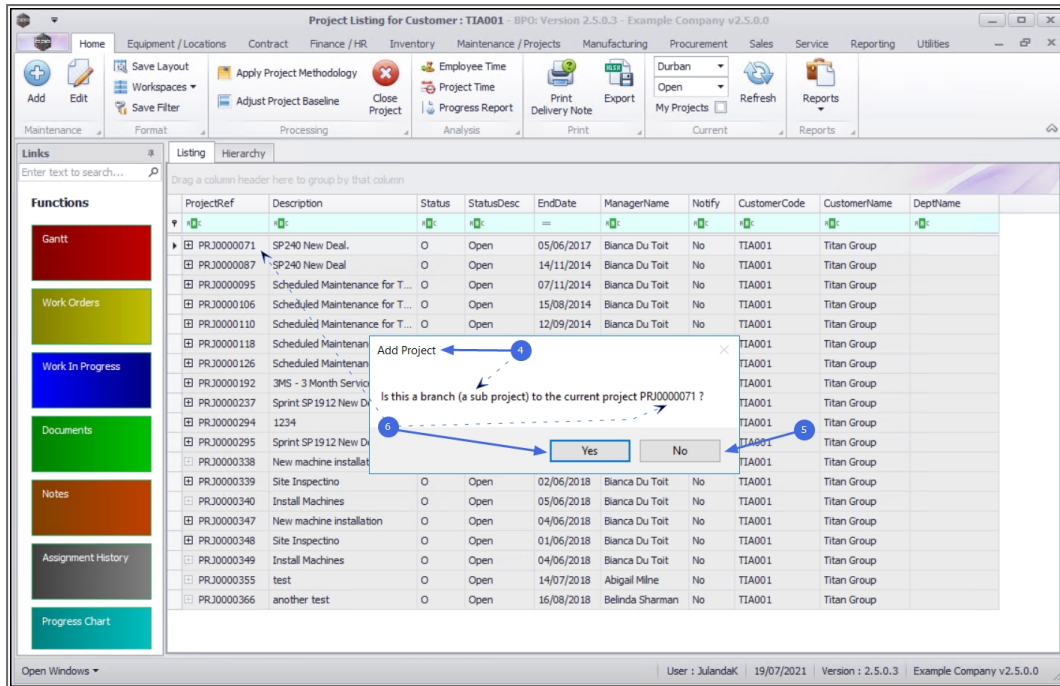 Project Listing for Customer : TIA001 - BPO: Version 2.5.0.3 - Example Company v2.5.0.0
Home Equipment / Locations Contract Finance / HR Inventory Maintenance / Projects Manufacturing Procurement Sales Service Reporting Utilities
Add
Edit
Maintenance
Save Layout
Workspaces
Save Filter
Format
Apply Project Methodology
Adjust Project Baseline
Close Project
Processing
Employee Time
Project Time
Progress Report
Analysis
Print Delivery Note
XLSX
Export
Print
Durban
Open
My Projects
Refresh
Current
Reports
Reports
Links
Enter text to search...
Functions
Gantt
Work Orders
Work In Progress
Documents
Notes
Assignment History
Progress Chart
Listing Hierarchy
Drag a column header here to group by that column
ProjectRef Description Status StatusDesc EndDate ManagerName Notify CustomerCode CustomerName DeptName
PRJ0000071 SP240 New Deal. O Open 05/06/2017 Bianca Du Toit No TIA001 Titan Group
PRJ0000087 SP240 New Deal O Open 14/11/2014 Bianca Du Toit No TIA001 Titan Group
PRJ0000095 Scheduled Maintenance for T... O Open 07/11/2014 Bianca Du Toit No TIA001 Titan Group
PRJ0000106 Scheduled Maintenance for T... O Open 15/08/2014 Bianca Du Toit No TIA001 Titan Group
PRJ0000110 Scheduled Maintenance for T... O Open 12/09/2014 Bianca Du Toit No TIA001 Titan Group
PRJ0000118 Scheduled Maintenan TIA001 Titan Group
PRJ0000126 Scheduled Maintenan TIA001 Titan Group
PRJ0000192 3MS - 3 Month Servic TIA001 Titan Group
PRJ0000237 Sprint SP1912 New D TIA001 Titan Group
PRJ0000294 1234 TIA001 Titan Group
PRJ0000295 Sprint SP1912 New D TIA001 Titan Group
PRJ0000338 New machine installat TIA001 Titan Group
PRJ0000339 Site Inspectino O Open 02/06/2018 Bianca Du Toit No TIA001 Titan Group
PRJ0000340 Install Machines O Open 05/06/2018 Bianca Du Toit No TIA001 Titan Group
PRJ0000347 New machine installation O Open 04/06/2018 Bianca Du Toit No TIA001 Titan Group
PRJ0000348 Site Inspectino O Open 01/06/2018 Bianca Du Toit No TIA001 Titan Group
PRJ0000349 Install Machines O Open 04/06/2018 Bianca Du Toit No TIA001 Titan Group
PRJ0000355 test O Open 14/07/2018 Abigail Milne No TIA001 Titan Group
PRJ0000366 another test O Open 16/08/2018 Belinda Sharman No TIA001 Titan Group
Add Project
4
Is this a branch (a sub project) to the current project PRJ0000071 ?
6
5
Yes No
Open Windows User : JulandaK 19/07/2021 Version : 2.5.0.3 Example Company v2.5.0.0